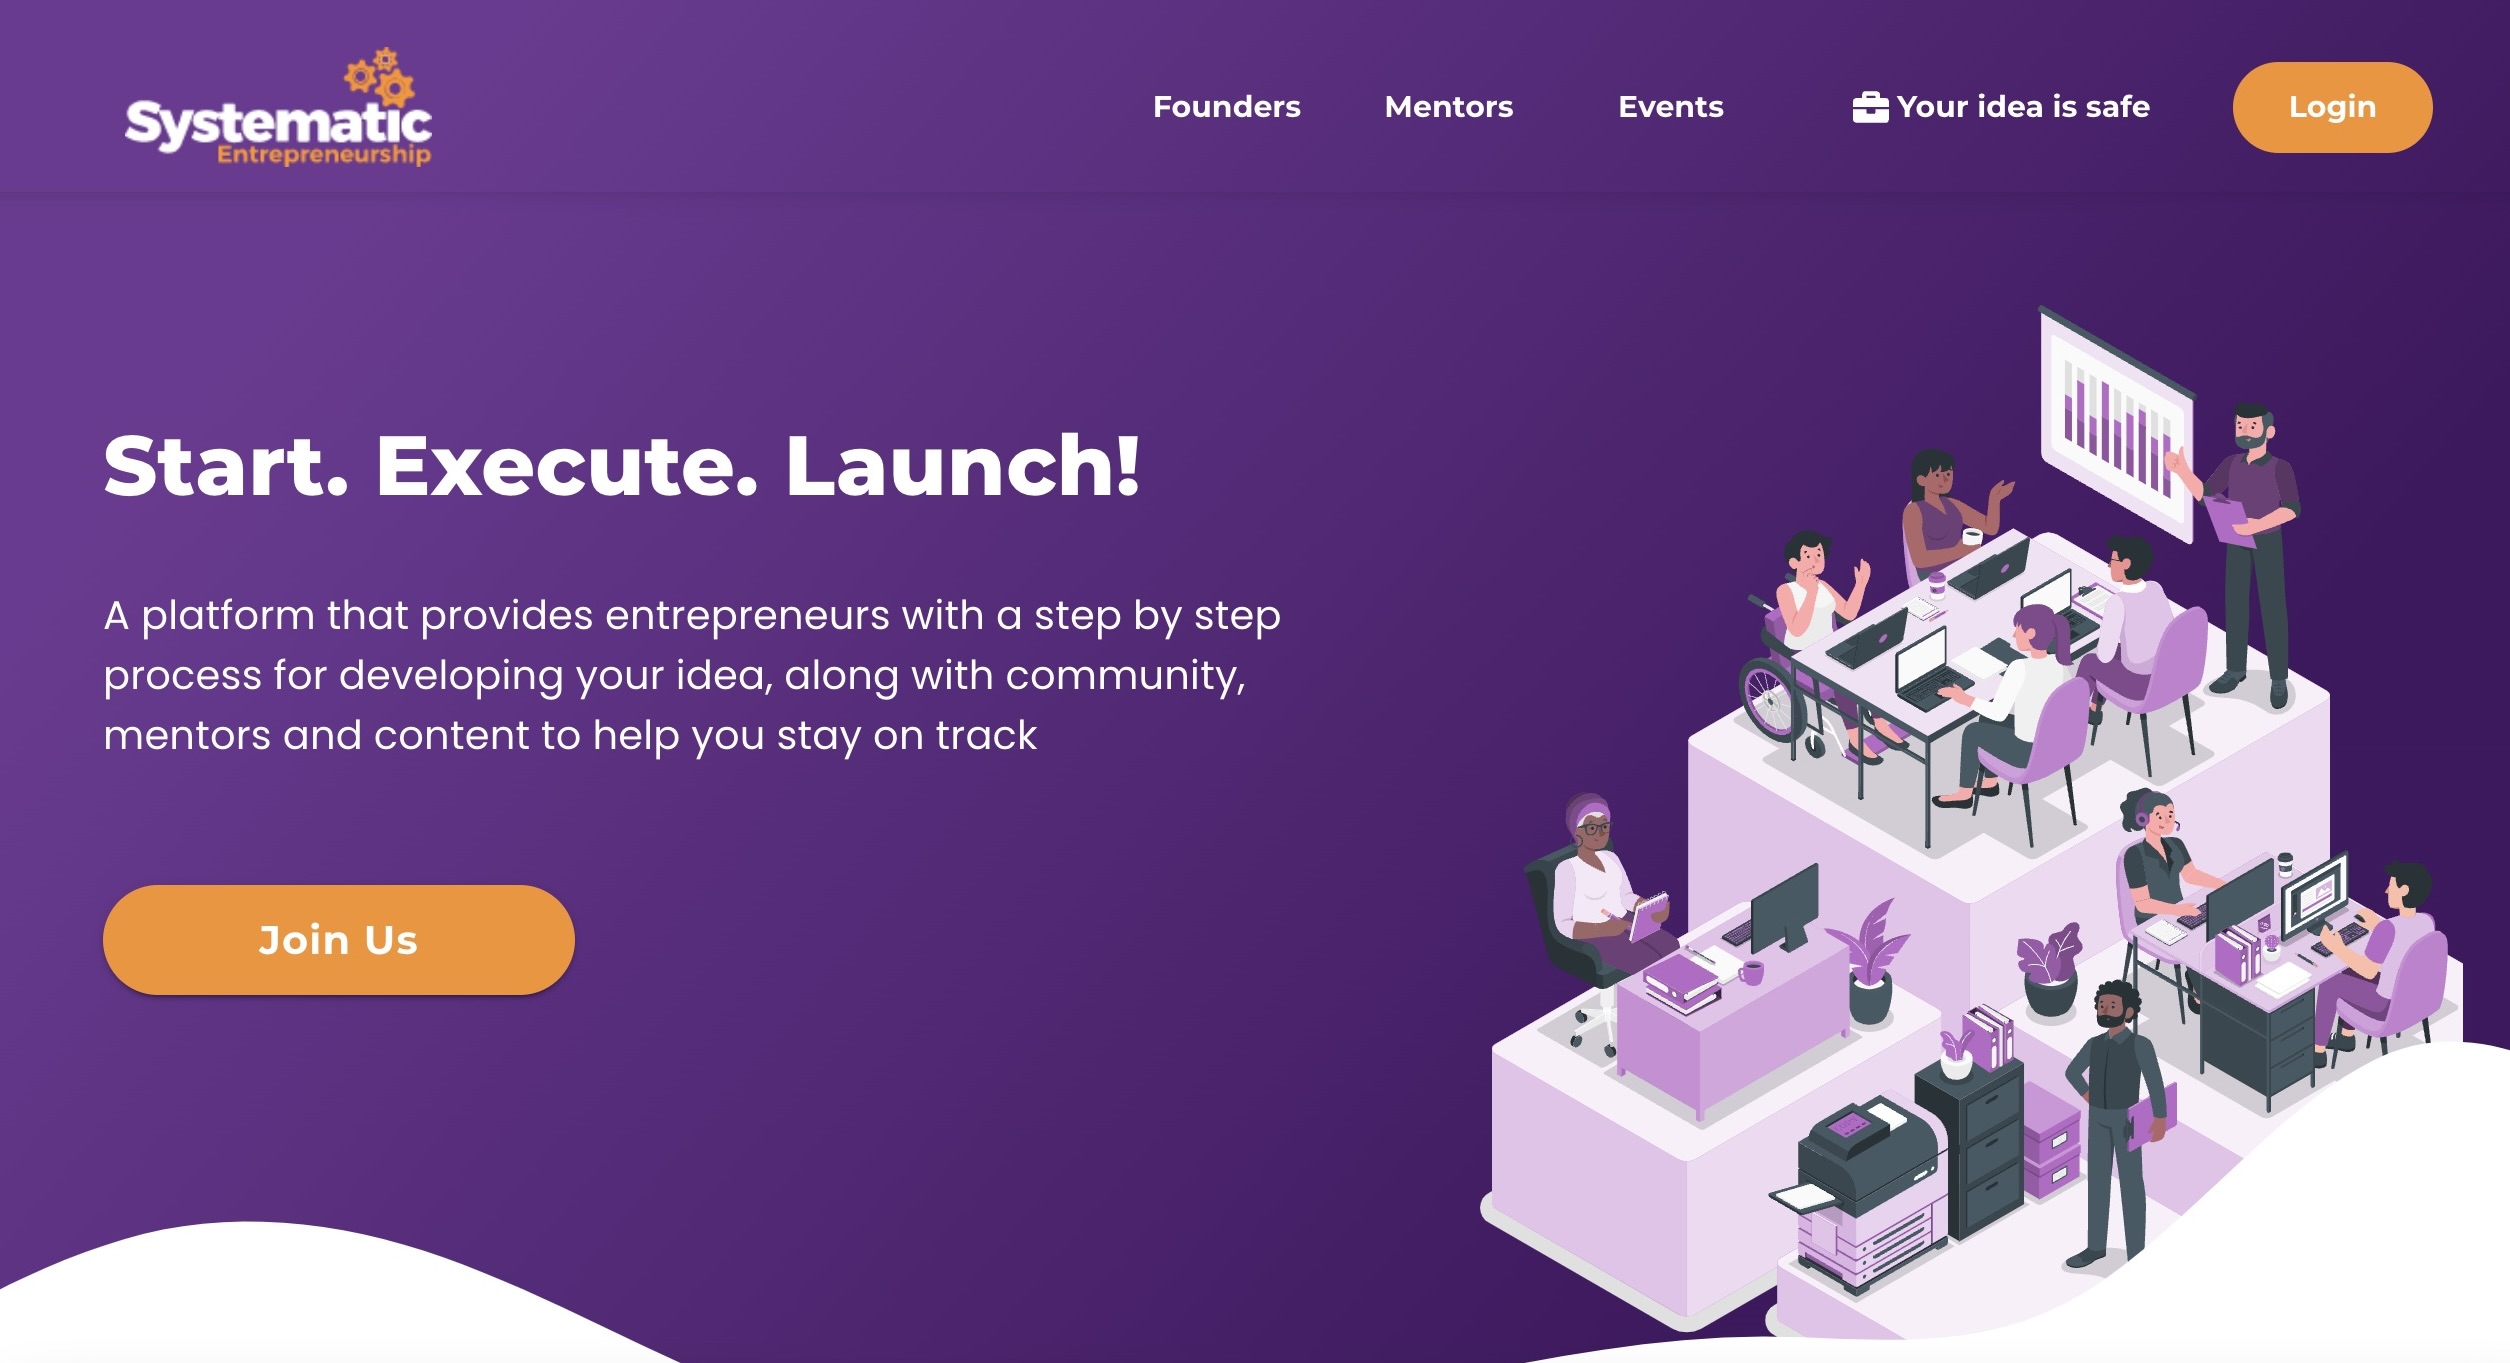 Systematic
Entrepreneurship
Founders
Mentors
Events
Your idea is safe
Login
Start. Execute. Launch!
A platform that provides entrepreneurs with a step by step
process for developing your idea, along with community,
mentors and content to help you stay on track
Join Us